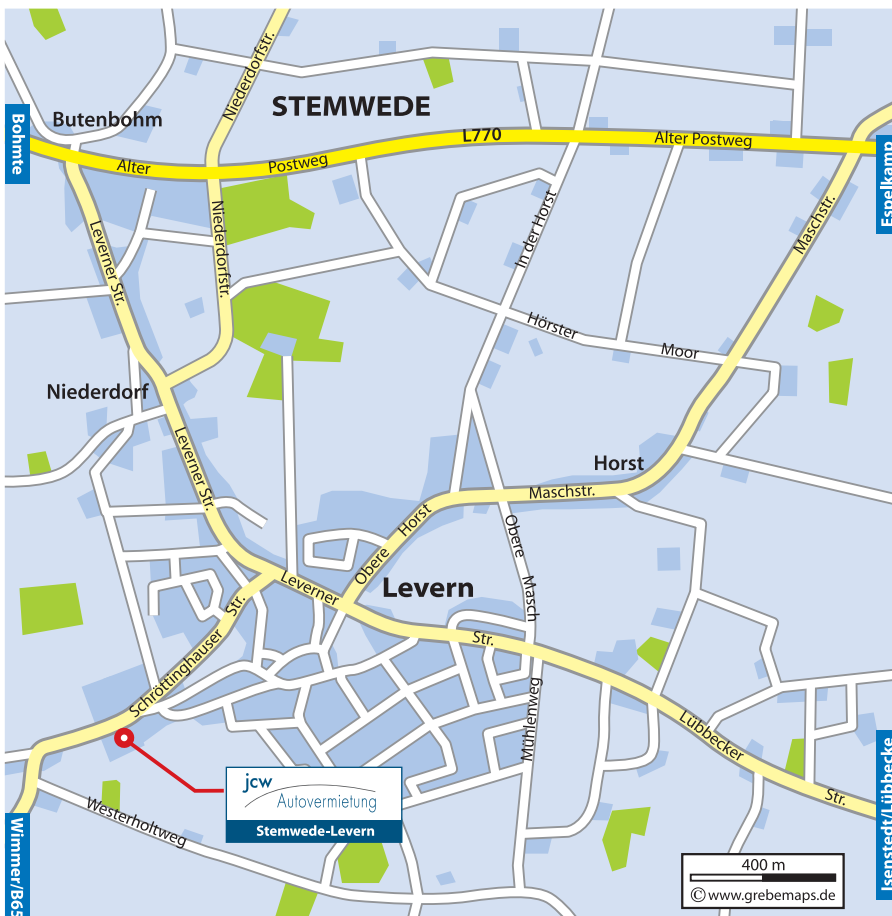 Niederdorfstr.
STEMWEDE
Butenbohm
Bohmte
L770
Alter Postweg
Alter
Postweg
Espelkamp
Maschstr.
Niederdorfstr.
In der Horst
Leverner Str.
Hörster
Moor
Niederdorf
Leverner Str.
Horst
Maschstr.
Obere Horst
Obere Masch
Leverner
Levern
Str.
Schröttinghauser Str.
Mühlenweg
Lübbecker
Str.
Isenstedt/Lübbecke
jcw
Autovermietung
Stemwede-Levern
Westerholtweg
Wimmer/B65
400 m
© www.grebemaps.de